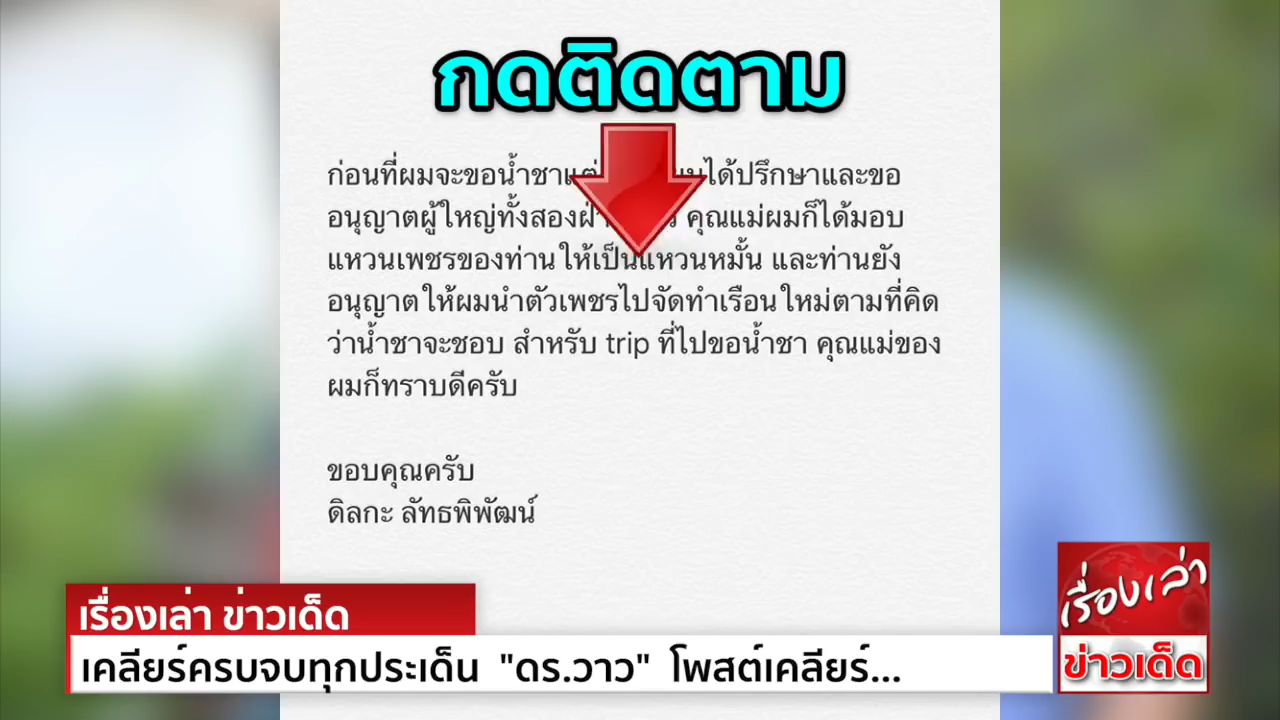 กดติดตาม
ก่อนที่ผมจะขอน้ำชาแต่ ได้ปรึกษาและขอ
อนุญาตผู้ใหญ่ทั้งสอง คุณแม่ผมก็ได้มอบ
แหวนเพชรของท่านให้เป็นแหวนหมั้น และท่านยัง
อนุญาตให้ผมนำตัวเพชรไปจัดทำเรือนใหม่ตามที่คิด
ว่าน้ำชาจะชอบ สำหรับ trip ที่ไปขอน้ำชา คุณแม่ของ
ผมก็ทราบดีครับ
ขอบคุณครับ
ดิลกะ ลัทธพิพัฒน์
เรื่องเล่า ข่าวเด็ด
เคลียร์ครบจบทุกประเด็น "ดร.วาว" โพสต์เคลียร์...
เรื่องเล่า
ข่าวเด็ด